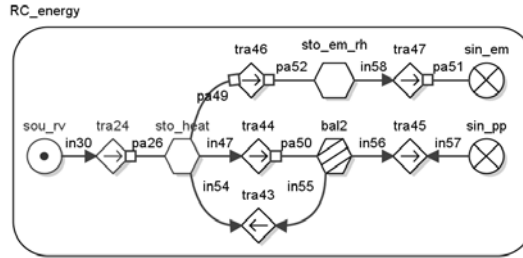 RC_energy
tra46
sto_em_rh
tra47
sin_em
pa52
in58
pa51
pa49
sou_rv
tra24
sto_heat
tra44
bal2
tra45
sin_pp
in30
pa26
in47
pa50
in56
in57
in54
tra43
in55